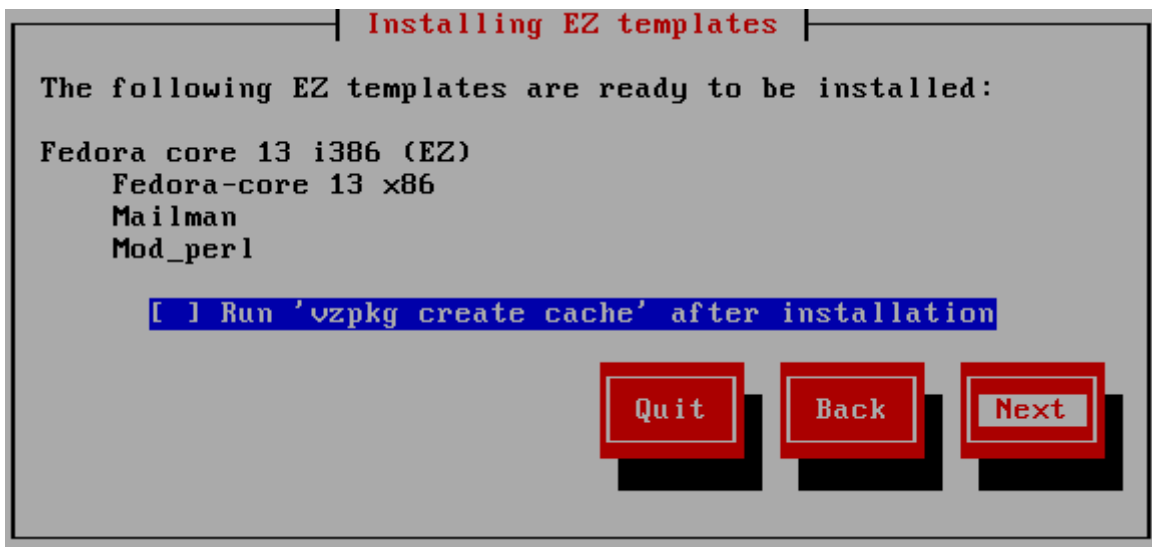 Installing EZ templates
The following EZ templates are ready to be installed:
Fedora core 13 i386 (EZ)
Fedora-core 13 x86
Mailman
Mod_perl
[ ] Run 'vzpkg create cache' after installation
Quit Back Next